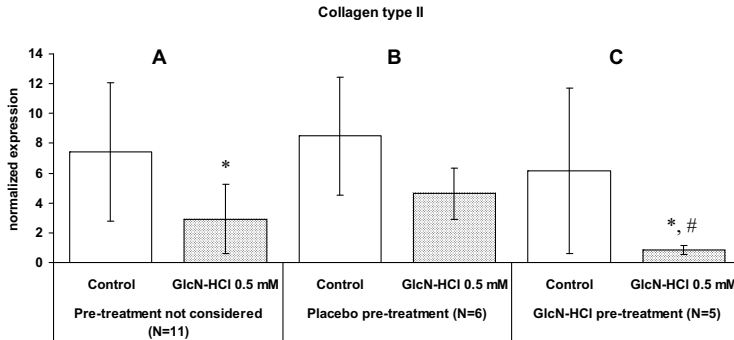 Collagen type II
A B C
normalized expression
14
12
10
8
6
4
2
0
*
*, #
Control GlcN-HCl 0.5 mM Control GlcN-HCl 0.5 mM Control GlcN-HCl 0.5 mM
Pre-treatment not considered
(N=11)
Placebo pre-treatment (N=6)
GlcN-HCl pre-treatment (N=5)